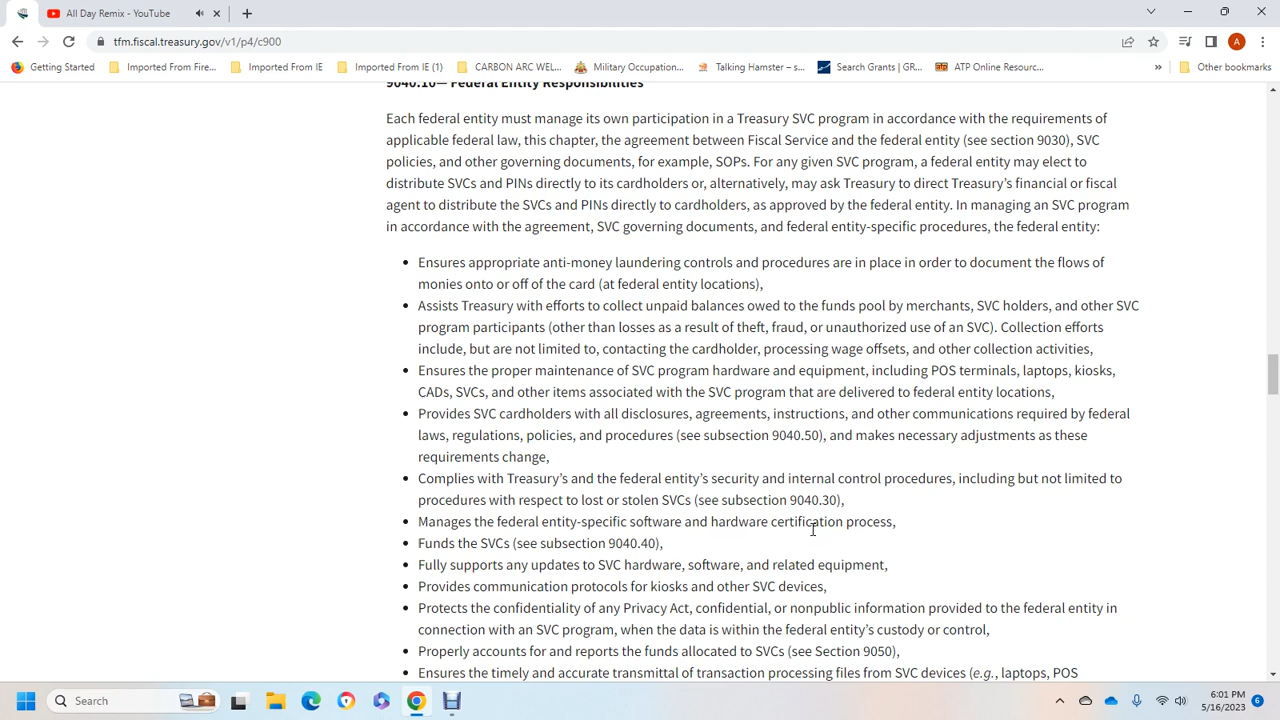 All Day Remix - YouTube
tfm.fiscal.treasury.gov/v1/p4/c900
A
Getting Started
Imported From Fire...
Imported From IE
Imported From IE (1)
CARBON ARC WEL...
Military Occupation...
Talking Hamster – s...
Search Grants | GR...
ATP Online Resourc...
»
Other bookmarks
9040.10— Federal Entity Responsibilities
Each federal entity must manage its own participation in a Treasury SVC program in accordance with the requirements of
applicable federal law, this chapter, the agreement between Fiscal Service and the federal entity (see section 9030), SVC
policies, and other governing documents, for example, SOPs. For any given SVC program, a federal entity may elect to
distribute SVCs and PINs directly to its cardholders or, alternatively, may ask Treasury to direct Treasury's financial or fiscal
agent to distribute the SVCs and PINs directly to cardholders, as approved by the federal entity. In managing an SVC program
in accordance with the agreement, SVC governing documents, and federal entity-specific procedures, the federal entity:
• Ensures appropriate anti-money laundering controls and procedures are in place in order to document the flows of
monies onto or off of the card (at federal entity locations),
• Assists Treasury with efforts to collect unpaid balances owed to the funds pool by merchants, SVC holders, and other SVC
program participants (other than losses as a result of theft, fraud, or unauthorized use of an SVC). Collection efforts
include, but are not limited to, contacting the cardholder, processing wage offsets, and other collection activities,
• Ensures the proper maintenance of SVC program hardware and equipment, including POS terminals, laptops, kiosks,
CADs, SVCs, and other items associated with the SVC program that are delivered to federal entity locations,
• Provides SVC cardholders with all disclosures, agreements, instructions, and other communications required by federal
laws, regulations, policies, and procedures (see subsection 9040.50), and makes necessary adjustments as these
requirements change,
• Complies with Treasury's and the federal entity's security and internal control procedures, including but not limited to
procedures with respect to lost or stolen SVCs (see subsection 9040.30),
• Manages the federal entity-specific software and hardware certification process,
• Funds the SVCs (see subsection 9040.40),
• Fully supports any updates to SVC hardware, software, and related equipment,
• Provides communication protocols for kiosks and other SVC devices,
• Protects the confidentiality of any Privacy Act, confidential, or nonpublic information provided to the federal entity in
connection with an SVC program, when the data is within the federal entity's custody or control,
• Properly accounts for and reports the funds allocated to SVCs (see Section 9050),
• Ensures the timely and accurate transmittal of transaction processing files from SVC devices (e.g., laptops, POS
Search
6:01 PM
5/16/2023
6